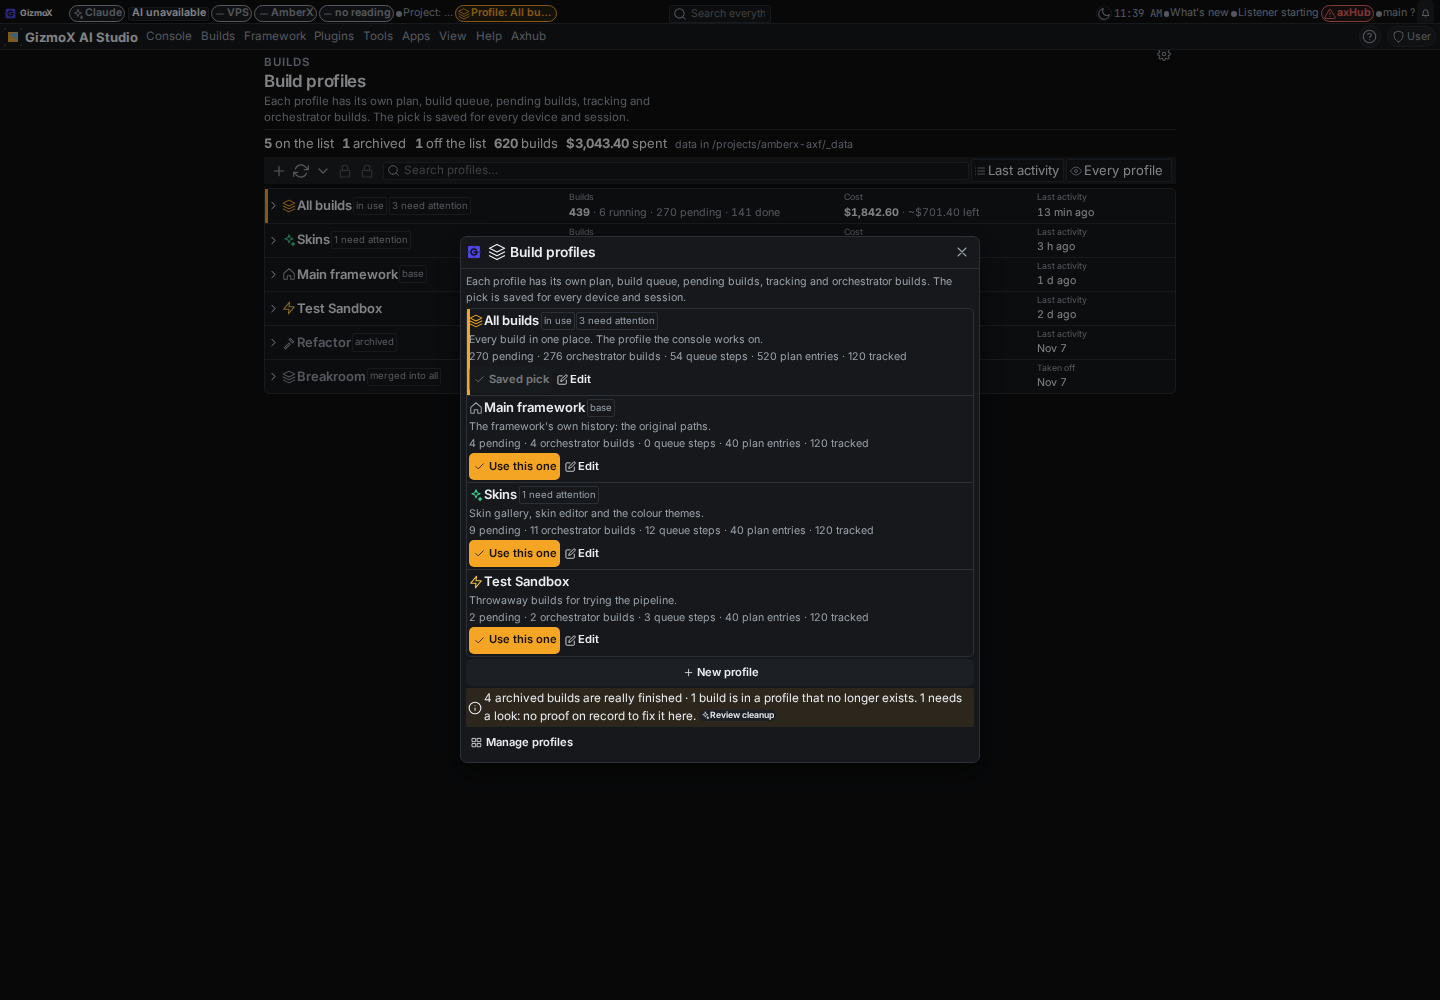 GizmoX Claude AI unavailable VPS AmberX no reading Project: ... Profile: All bu... Search everyth 11:39 AM What's new Listener starting axHub main ?
GizmoX AI Studio Console Builds Framework Plugins Tools Apps View Help Axhub User
BUILDS
Build profiles
Each profile has its own plan, build queue, pending builds, tracking and
orchestrator builds. The pick is saved for every device and session.
5 on the list 1 archived 1 off the list 620 builds $3,043.40 spent data in /projects/amberx-axf/_data
Search profiles... Last activity Every profile
Builds Cost Last activity
All builds in use 3 need attention 439 · 6 running · 270 pending · 141 done $1,842.60 · ~$701.40 left 13 min ago
Builds Cost Last activity
Skins 1 need attention 3 h ago
Last activity
Main framework base 1 d ago
Last activity
Test Sandbox 2 d ago
Last activity
Refactor archived Nov 7
Taken off
Breakroom merged into all Nov 7
Build profiles
Each profile has its own plan, build queue, pending builds, tracking and orchestrator builds. The
pick is saved for every device and session.
All builds in use 3 need attention
Every build in one place. The profile the console works on.
270 pending · 276 orchestrator builds · 54 queue steps · 520 plan entries · 120 tracked
Saved pick Edit
Main framework base
The framework's own history: the original paths.
4 pending · 4 orchestrator builds · 0 queue steps · 40 plan entries · 120 tracked
Use this one Edit
Skins 1 need attention
Skin gallery, skin editor and the colour themes.
9 pending · 11 orchestrator builds · 12 queue steps · 40 plan entries · 120 tracked
Use this one Edit
Test Sandbox
Throwaway builds for trying the pipeline.
2 pending · 2 orchestrator builds · 3 queue steps · 40 plan entries · 120 tracked
Use this one Edit
+ New profile
4 archived builds are really finished · 1 build is in a profile that no longer exists. 1 needs
a look: no proof on record to fix it here. Review cleanup
Manage profiles